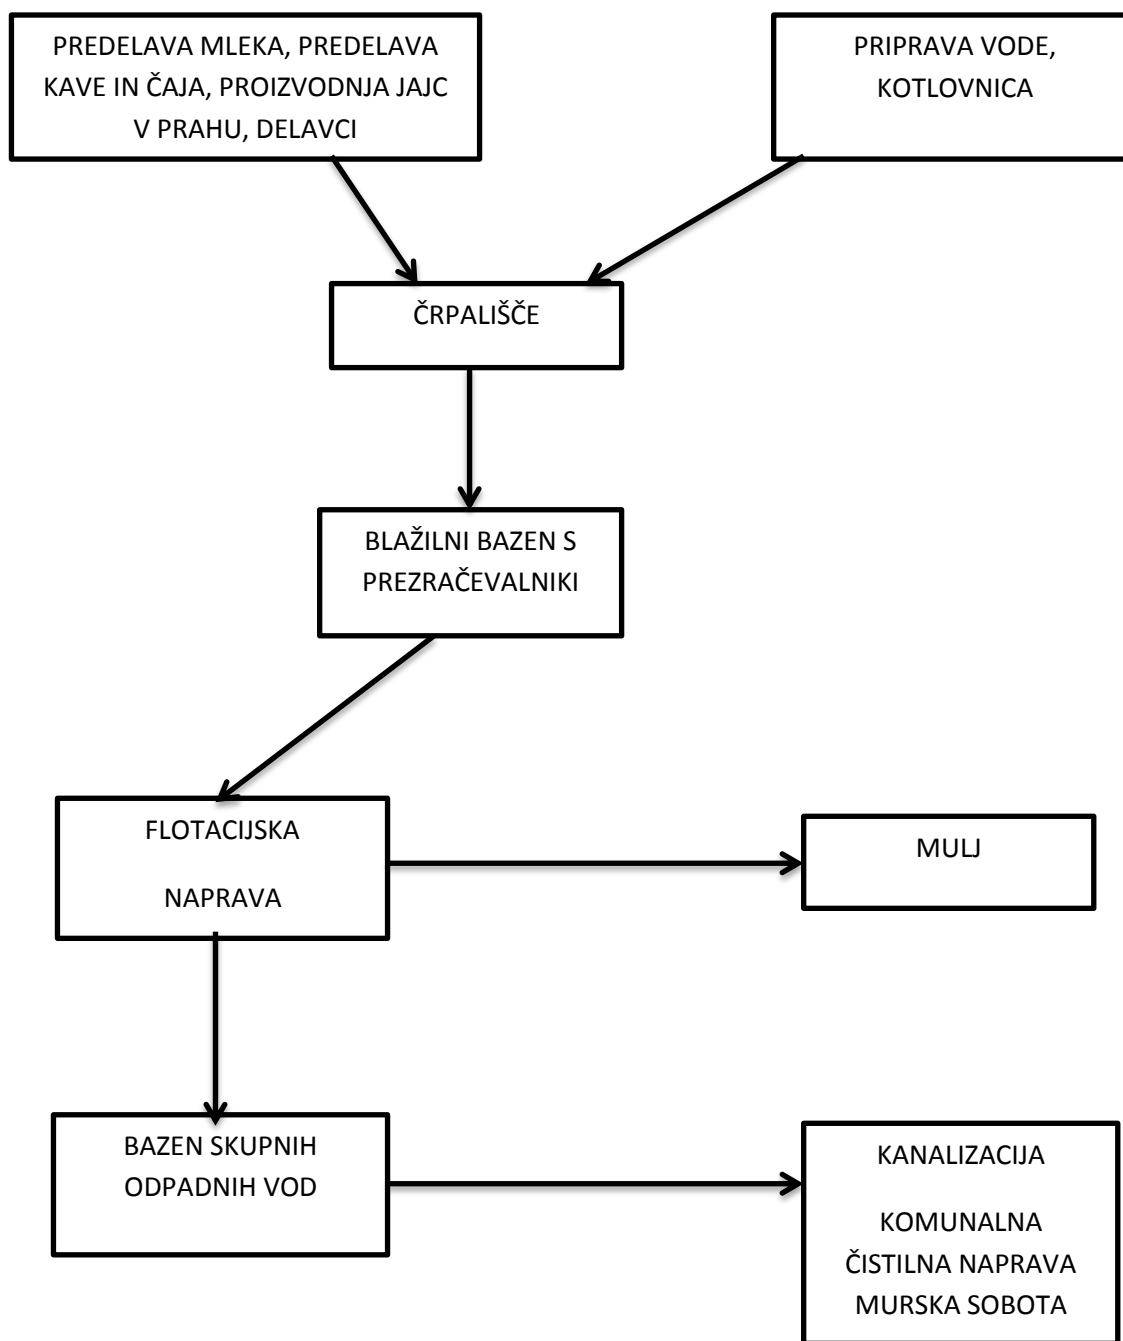 PREDELAVA MLEKA, PREDELAVA
KAVE IN ČAJA, PROIZVODNJA JAJC
V PRAHU, DELAVCI
PRIPRAVA VODE,
KOTLOVNICA
ČRPALIŠČE
BLAŽILNI BAZEN S
PREZRAČEVALNIKI
FLOTACIJSKA
NAPRAVA
MULJ
BAZEN SKUPNIH
ODPADNIH VOD
KANALIZACIJA
KOMUNALNA
ČISTILNA NAPRAVA
MURSKA SOBOTA